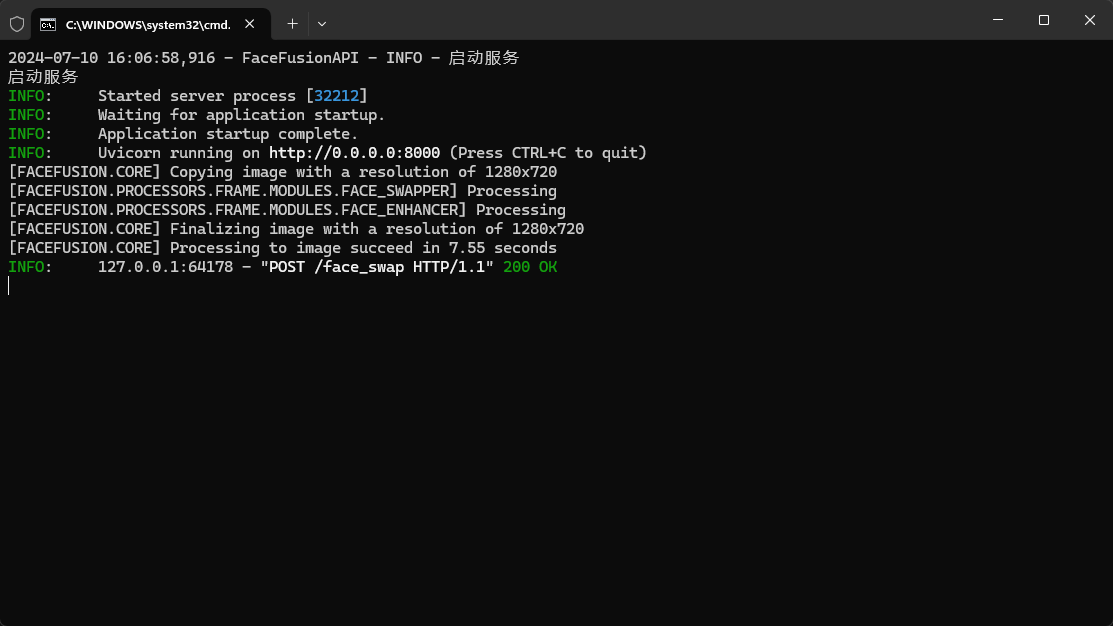 C:\WINDOWS\system32\cmd.
2024-07-10 16:06:58,916 - FaceFusionAPI - INFO - 启动服务
启动服务
INFO:     Started server process [32212]
INFO:     Waiting for application startup.
INFO:     Application startup complete.
INFO:     Uvicorn running on http://0.0.0.0:8000 (Press CTRL+C to quit)
[FACEFUSION.CORE] Copying image with a resolution of 1280x720
[FACEFUSION.PROCESSORS.FRAME.MODULES.FACE_SWAPPER] Processing
[FACEFUSION.PROCESSORS.FRAME.MODULES.FACE_ENHANCER] Processing
[FACEFUSION.CORE] Finalizing image with a resolution of 1280x720
[FACEFUSION.CORE] Processing to image succeed in 7.55 seconds
INFO:     127.0.0.1:64178 - "POST /face_swap HTTP/1.1" 200 OK